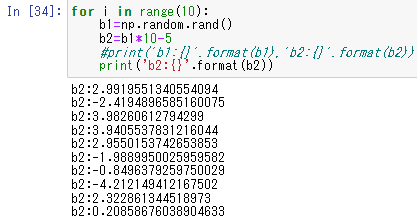 In [34]: for i in range(10):
b1=np.random.rand()
b2=b1*10-5
#print('b1:{}'.format(b1),'b2:{}'.format(b2))
print('b2:{}'.format(b2))
b2:2.9919551340554094
b2:-2.4194896585160075
b2:3.98260612794299
b2:3.9405537831216044
b2:2.9550153742653853
b2:-1.9889950025959582
b2:-0.8496379259750029
b2:-4.212149412167502
b2:2.322861344518973
b2:0.20858676038904633